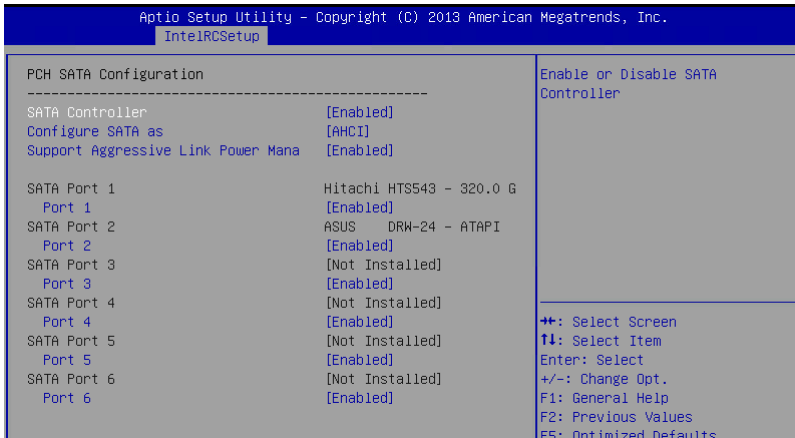 Aptio Setup Utility – Copyright (C) 2013 American Megatrends, Inc.
IntelRCSetup
PCH SATA Configuration
--------------------------------------------------
SATA Controller [Enabled]
Configure SATA as [AHCI]
Support Aggressive Link Power Mana [Enabled]
SATA Port 1 Hitachi HTS543 - 320.0 G
Port 1 [Enabled]
SATA Port 2 ASUS DRW-24 - ATAPI
Port 2 [Enabled]
SATA Port 3 [Not Installed]
Port 3 [Enabled]
SATA Port 4 [Not Installed]
Port 4 [Enabled]
SATA Port 5 [Not Installed]
Port 5 [Enabled]
SATA Port 6 [Not Installed]
Port 6 [Enabled]
Enable or Disable SATA
Controller
→←: Select Screen
↑↓: Select Item
Enter: Select
+/-: Change Opt.
F1: General Help
F2: Previous Values
F5: Optimized Defaults